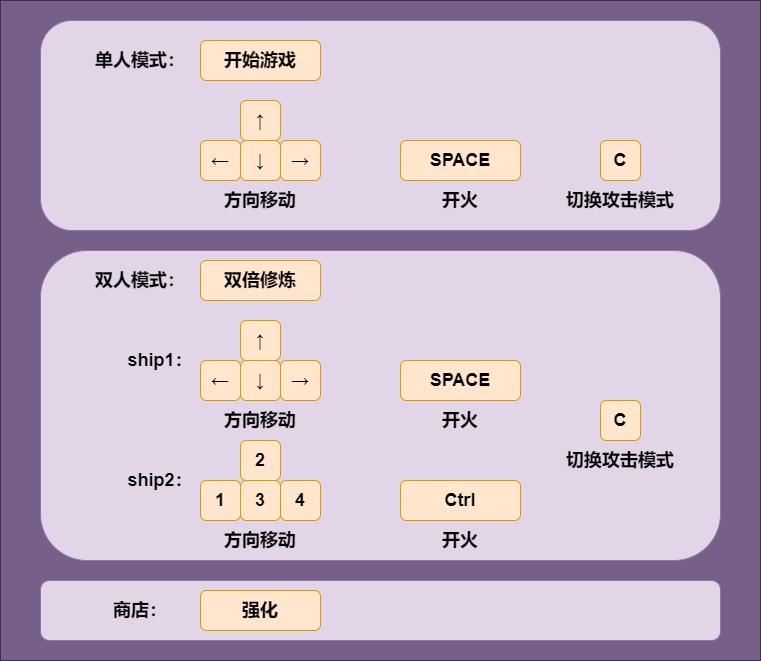 单人模式： 开始游戏
↑
← ↓ → SPACE C
方向移动 开火 切换攻击模式
双人模式： 双倍修炼
ship1：
↑
← ↓ → SPACE
方向移动 开火
C
切换攻击模式
ship2：
2
1 3 4 Ctrl
方向移动 开火
商店： 强化